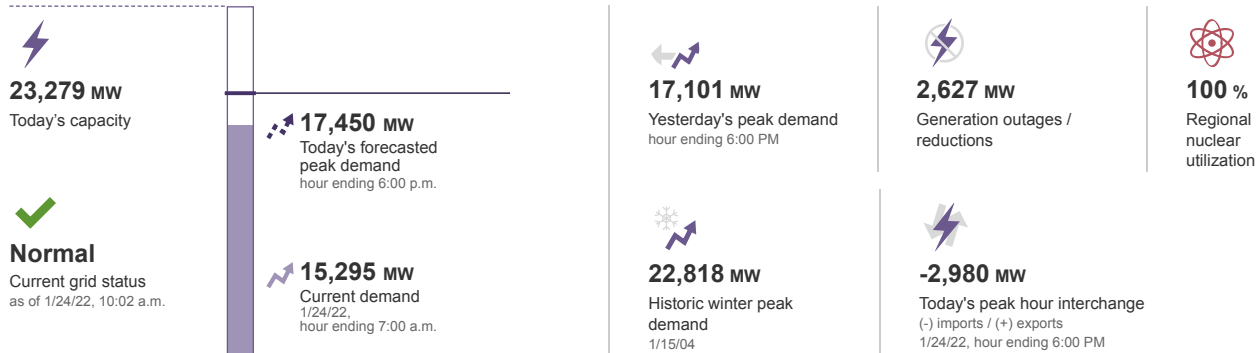 23,279 MW
Today's capacity
Normal
Current grid status
as of 1/24/22, 10:02 a.m.
17,450 MW
Today's forecasted
peak demand
hour ending 6:00 p.m.
15,295 MW
Current demand
1/24/22,
hour ending 7:00 a.m.
17,101 MW
Yesterday's peak demand
hour ending 6:00 PM
2,627 MW
Generation outages /
reductions
100 %
Regional
nuclear
utilization
22,818 MW
Historic winter peak
demand
1/15/04
-2,980 MW
Today's peak hour interchange
(-) imports / (+) exports
1/24/22, hour ending 6:00 PM